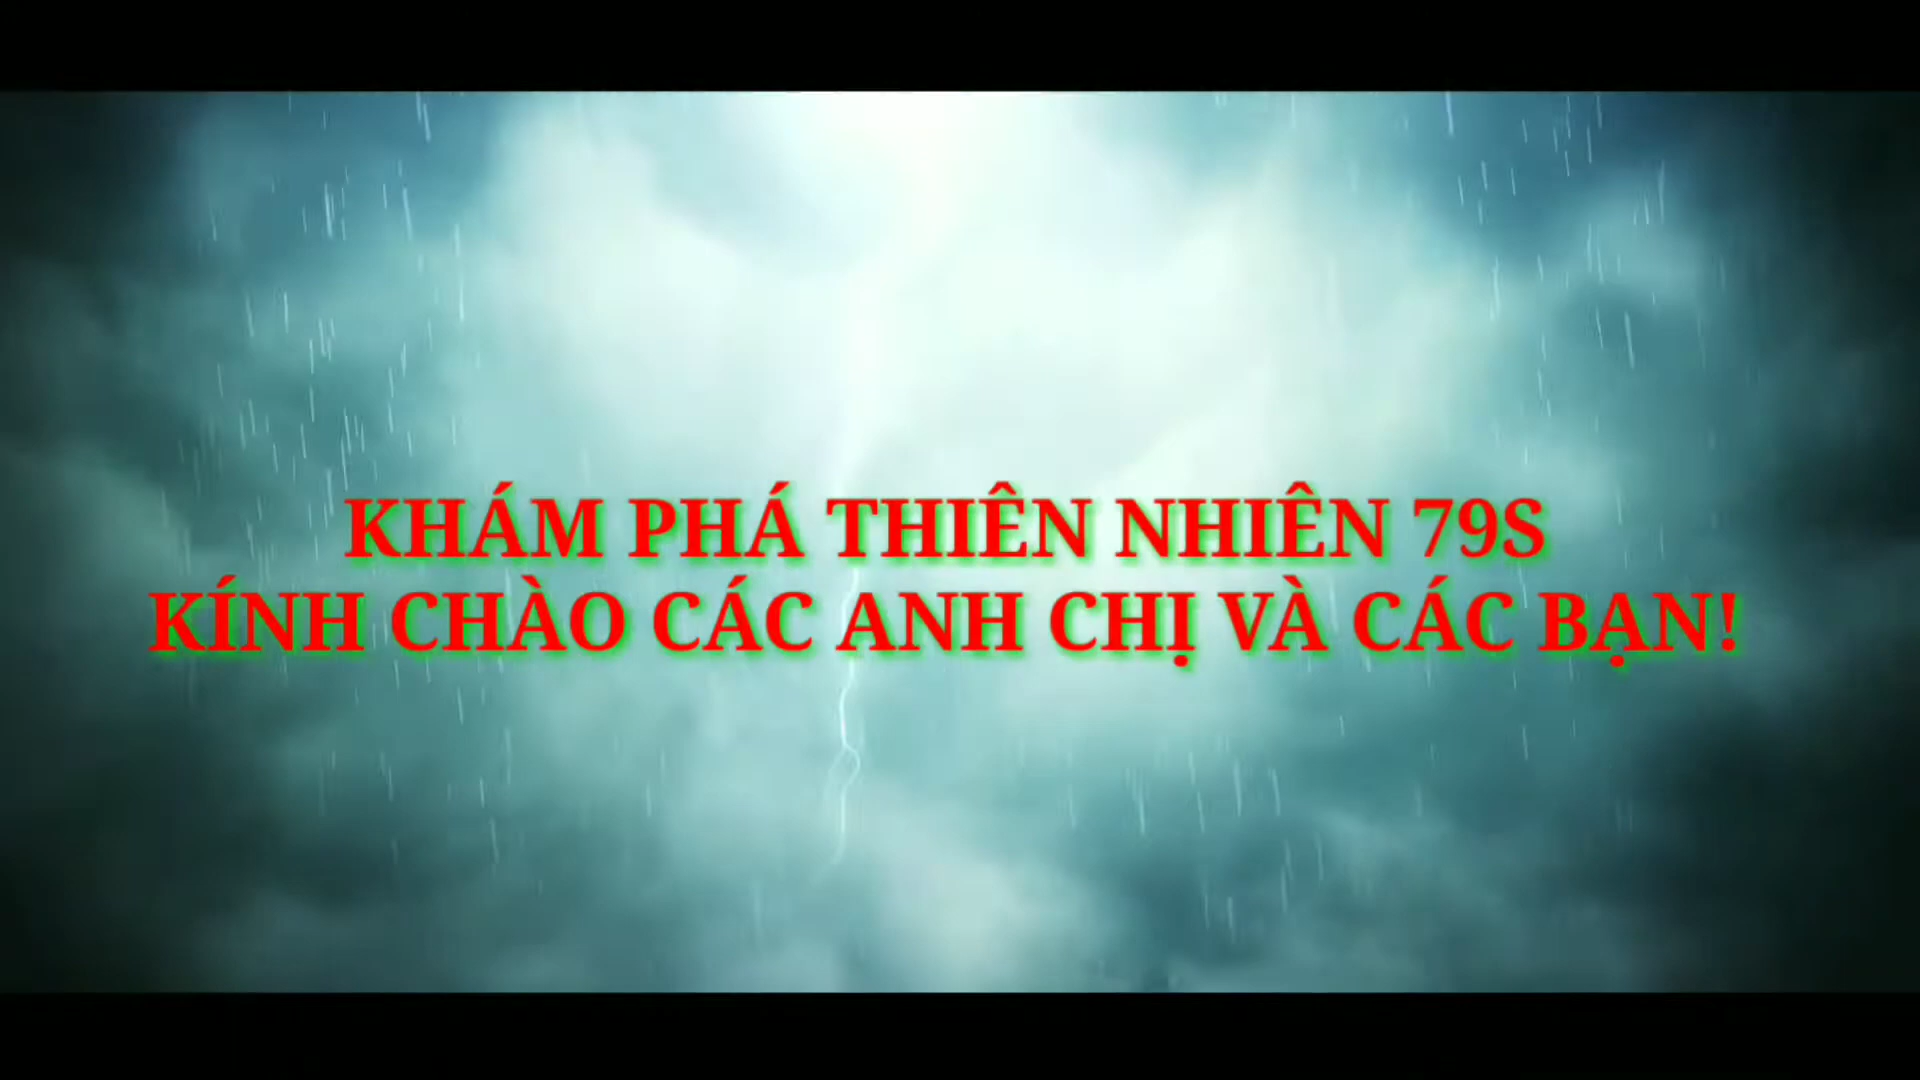 KHÁM PHÁ THIÊN NHIÊN 79S
KÍNH CHÀO CÁC ANH CHỊ VÀ CÁC BẠN!